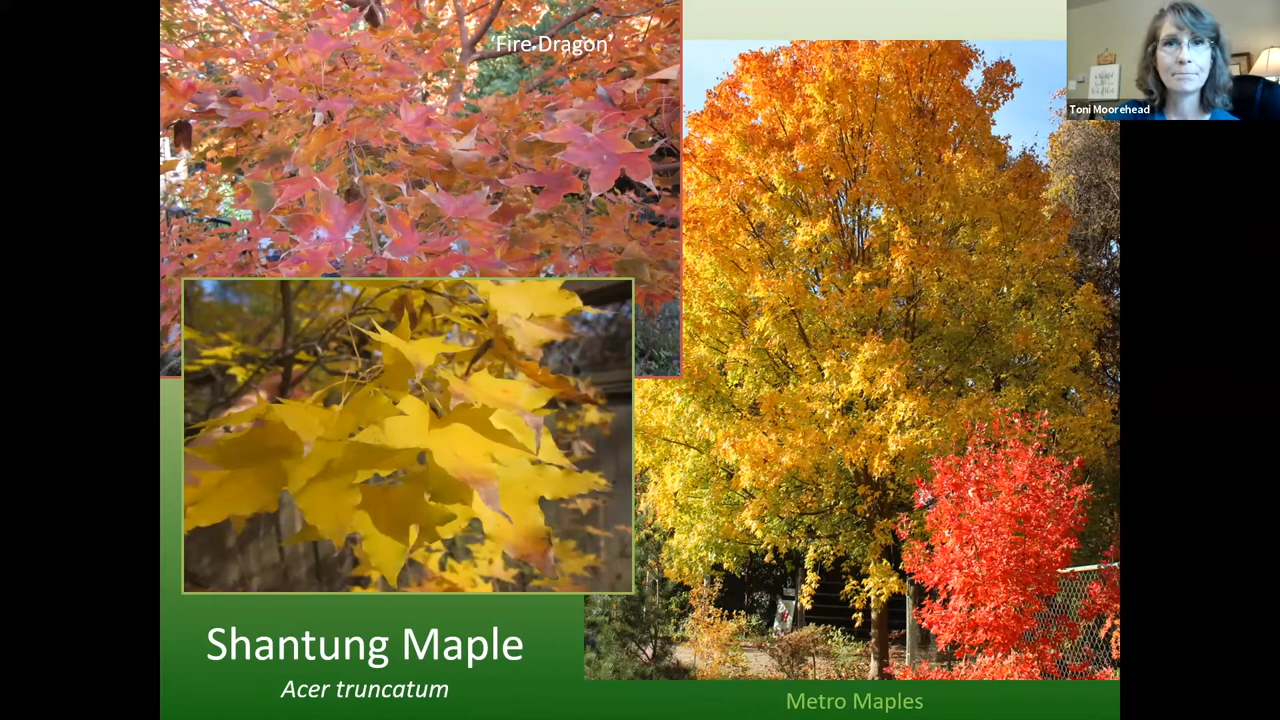 'Fire Dragon'
Toni Moorehead
Shantung Maple
Acer truncatum
Metro Maples